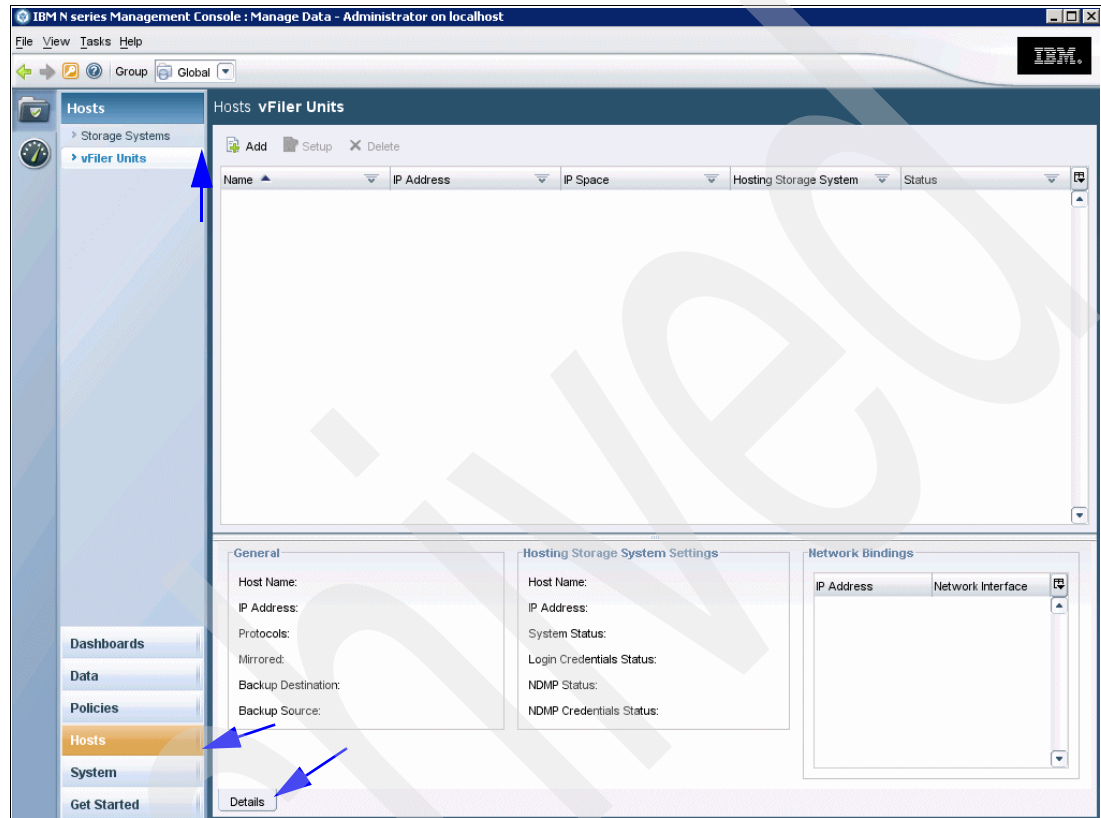 IBM N series Management Console : Manage Data - Administrator on localhost
File View Tasks Help
IBM.
Group Global
Hosts
Storage Systems
vFiler Units
Hosts vFiler Units
Add Setup Delete
Name IP Address IP Space Hosting Storage System Status
General
Host Name:
IP Address:
Protocols:
Mirrored:
Backup Destination:
Backup Source:
Hosting Storage System Settings
Host Name:
IP Address:
System Status:
Login Credentials Status:
NDMP Status:
NDMP Credentials Status:
Network Bindings
IP Address Network Interface
Dashboards
Data
Policies
Hosts
System
Get Started
Details
hived